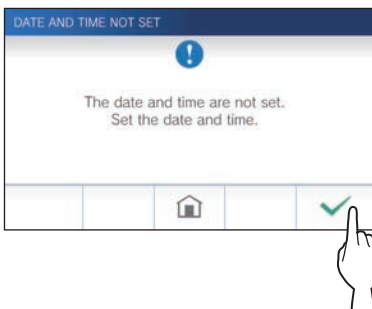 DATE AND TIME NOT SET
The date and time are not set.
Set the date and time.